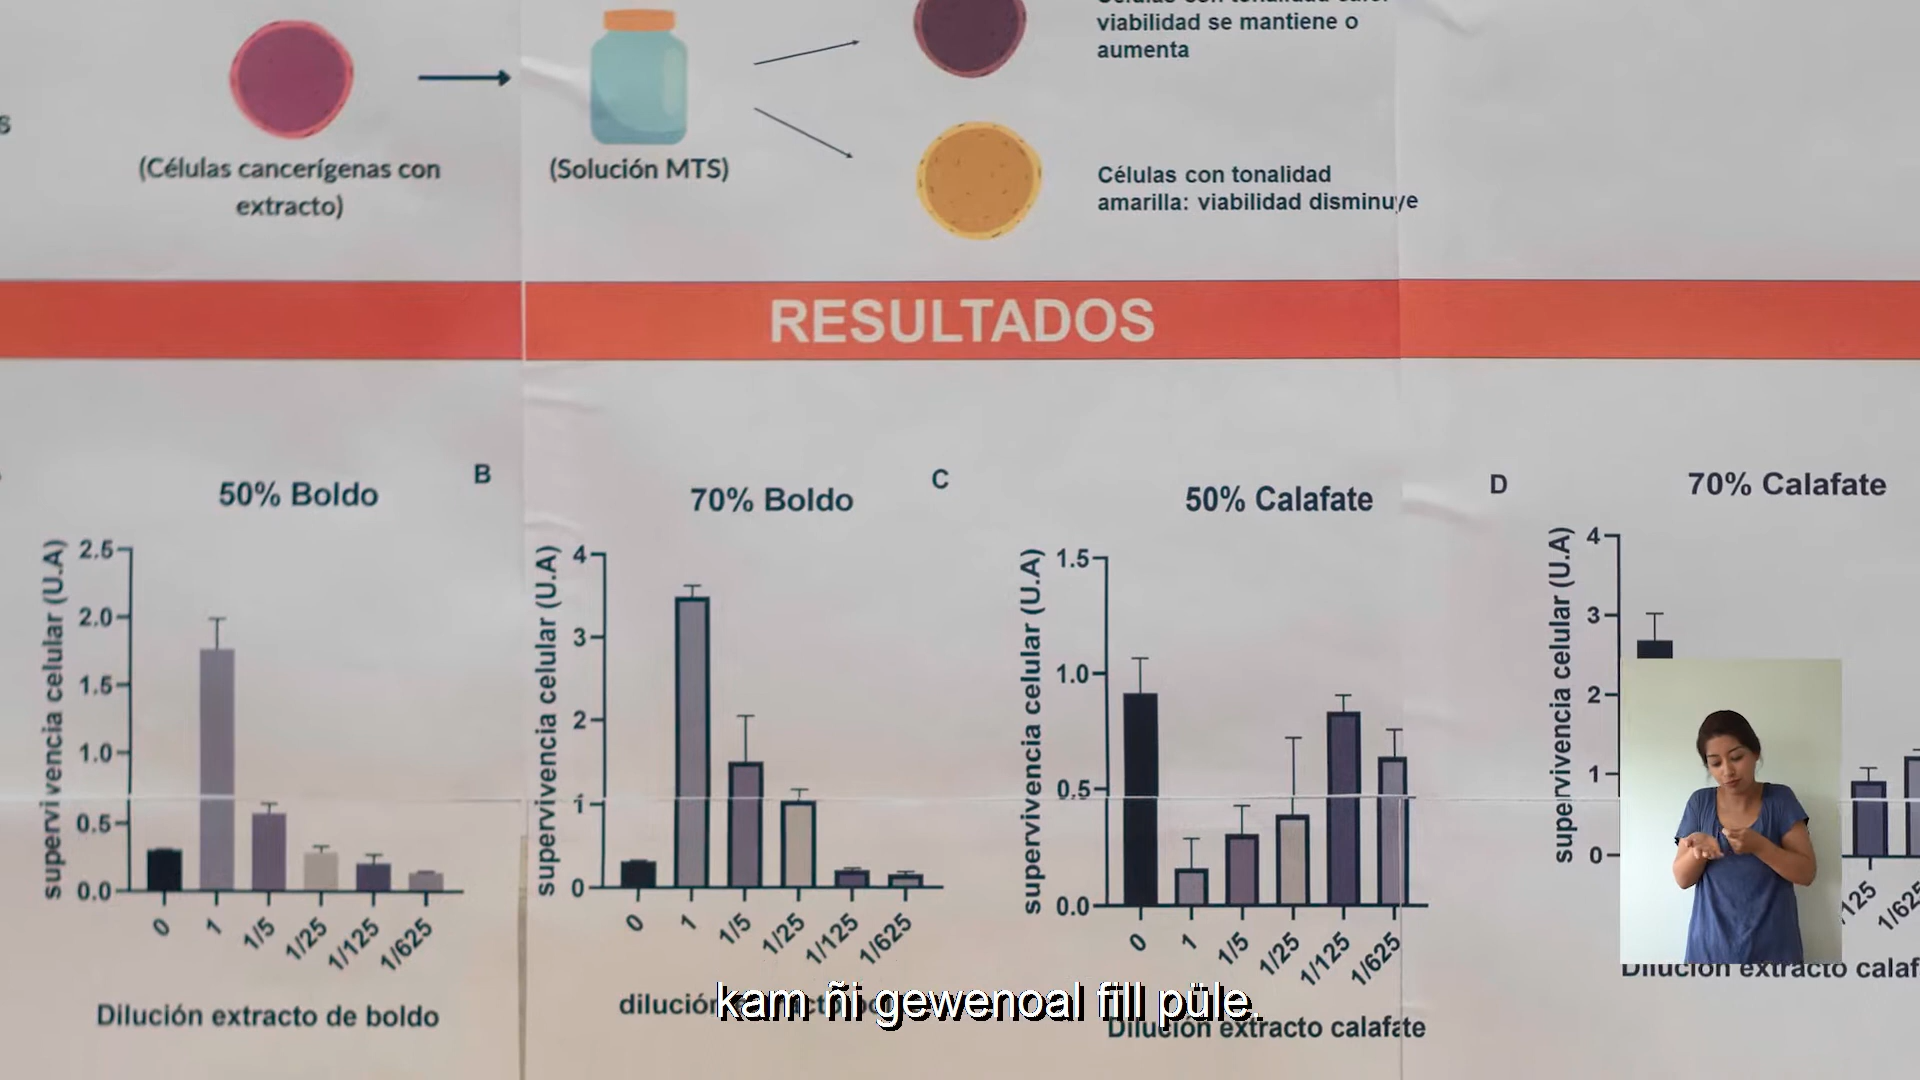 viabilidad se mantiene o
aumenta
(Células cancerígenas con
extracto)
(Solución MTS)
Células con tonalidad
amarilla: viabilidad disminuye
RESULTADOS
50% Boldo
supervivencia celular (U.A)
2.5
2.0
1.5
1.0
0.5
0.0
0
1
1/5
1/25
1/125
1/625
Dilución extracto de boldo
B
70% Boldo
supervivencia celular (U.A)
4
3
2
1
0
0
1
1/5
1/25
1/125
1/625
dilución
C
50% Calafate
supervivencia celular (U.A)
1.5
1.0
0.5
0.0
0
1
1/5
1/25
1/125
1/625
Dilución extracto calafate
D
70% Calafate
supervivencia celular (U.A)
4
3
2
1
0
Dilución extracto
kam ñi gewenoal fill püle.